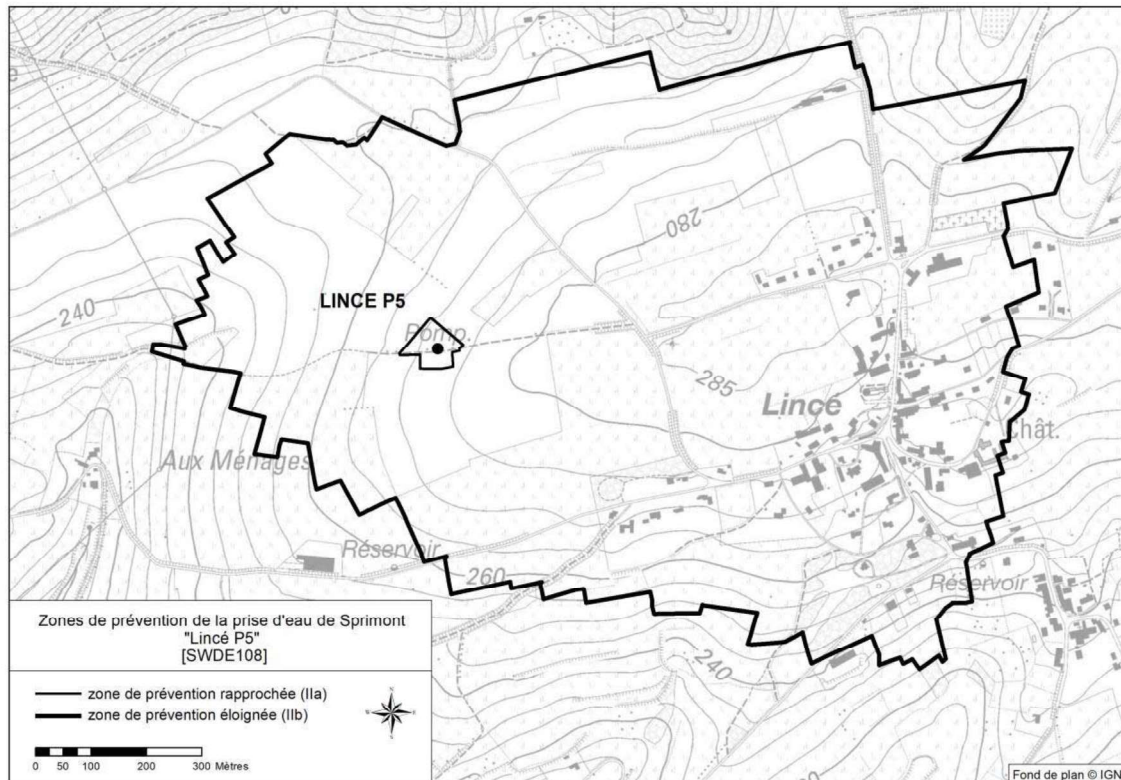 280
240
LINCE P5
Pomp.
285
Lincé
Chât.
Aux Ménages
Réservoir
260
Réservoir
240
Zones de prévention de la prise d'eau de Sprimont
"Lincé P5"
[SWDE108]
zone de prévention rapprochée (IIa)
zone de prévention éloignée (IIb)
0 50 100 200 300 Mètres
Fond de plan © IGN